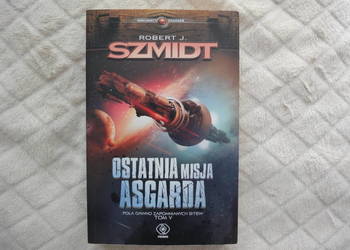 ROBERT J.
SZMIDT
OSTATNIA MISJA
ASGARDA
POLA DAWNO ZAPOMNIANYCH BITEW
TOM V